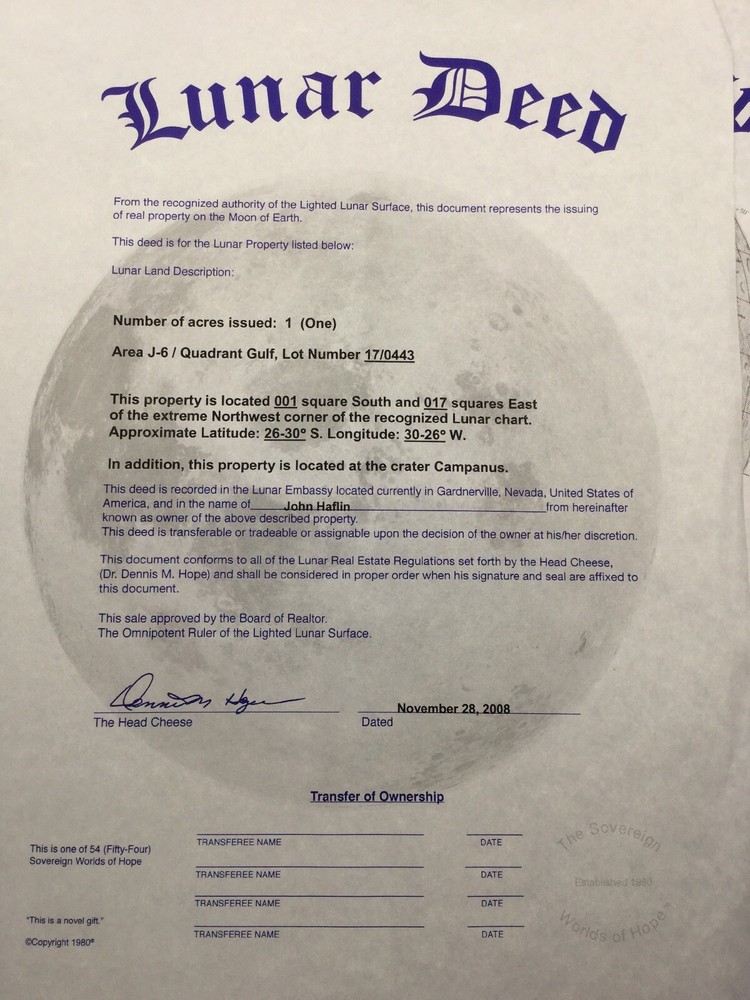 Lunar Deed
From the recognized authority of the Lighted Lunar Surface, this document represents the issuing
of real property on the Moon of Earth.
This deed is for the Lunar Property listed below:
Lunar Land Description:
Number of acres issued: 1 (One)
Area J-6 / Quadrant Gulf, Lot Number 17/0443
This property is located 001 square South and 017 squares East
of the extreme Northwest corner of the recognized Lunar chart.
Approximate Latitude: 26-30º S. Longitude: 30-26º W.
In addition, this property is located at the crater Campanus.
This deed is recorded in the Lunar Embassy located currently in Gardnerville, Nevada, United States of
America, and in the name of John Haflin from hereinafter
known as owner of the above described property.
This deed is transferable or tradeable or assignable upon the decision of the owner at his/her discretion.
This document conforms to all of the Lunar Real Estate Regulations set forth by the Head Cheese,
(Dr. Dennis M. Hope) and shall be considered in proper order when his signature and seal are affixed to
this document.
This sale approved by the Board of Realtor.
The Omnipotent Ruler of the Lighted Lunar Surface.
November 28, 2008
The Head Cheese Dated
Transfer of Ownership
This is one of 54 (Fifty-Four)
Sovereign Worlds of Hope
"This is a novel gift."
©Copyright 1980®
TRANSFEREE NAME DATE
TRANSFEREE NAME DATE
TRANSFEREE NAME DATE
TRANSFEREE NAME DATE
The Sovereign
Established 1980
Worlds of Hope